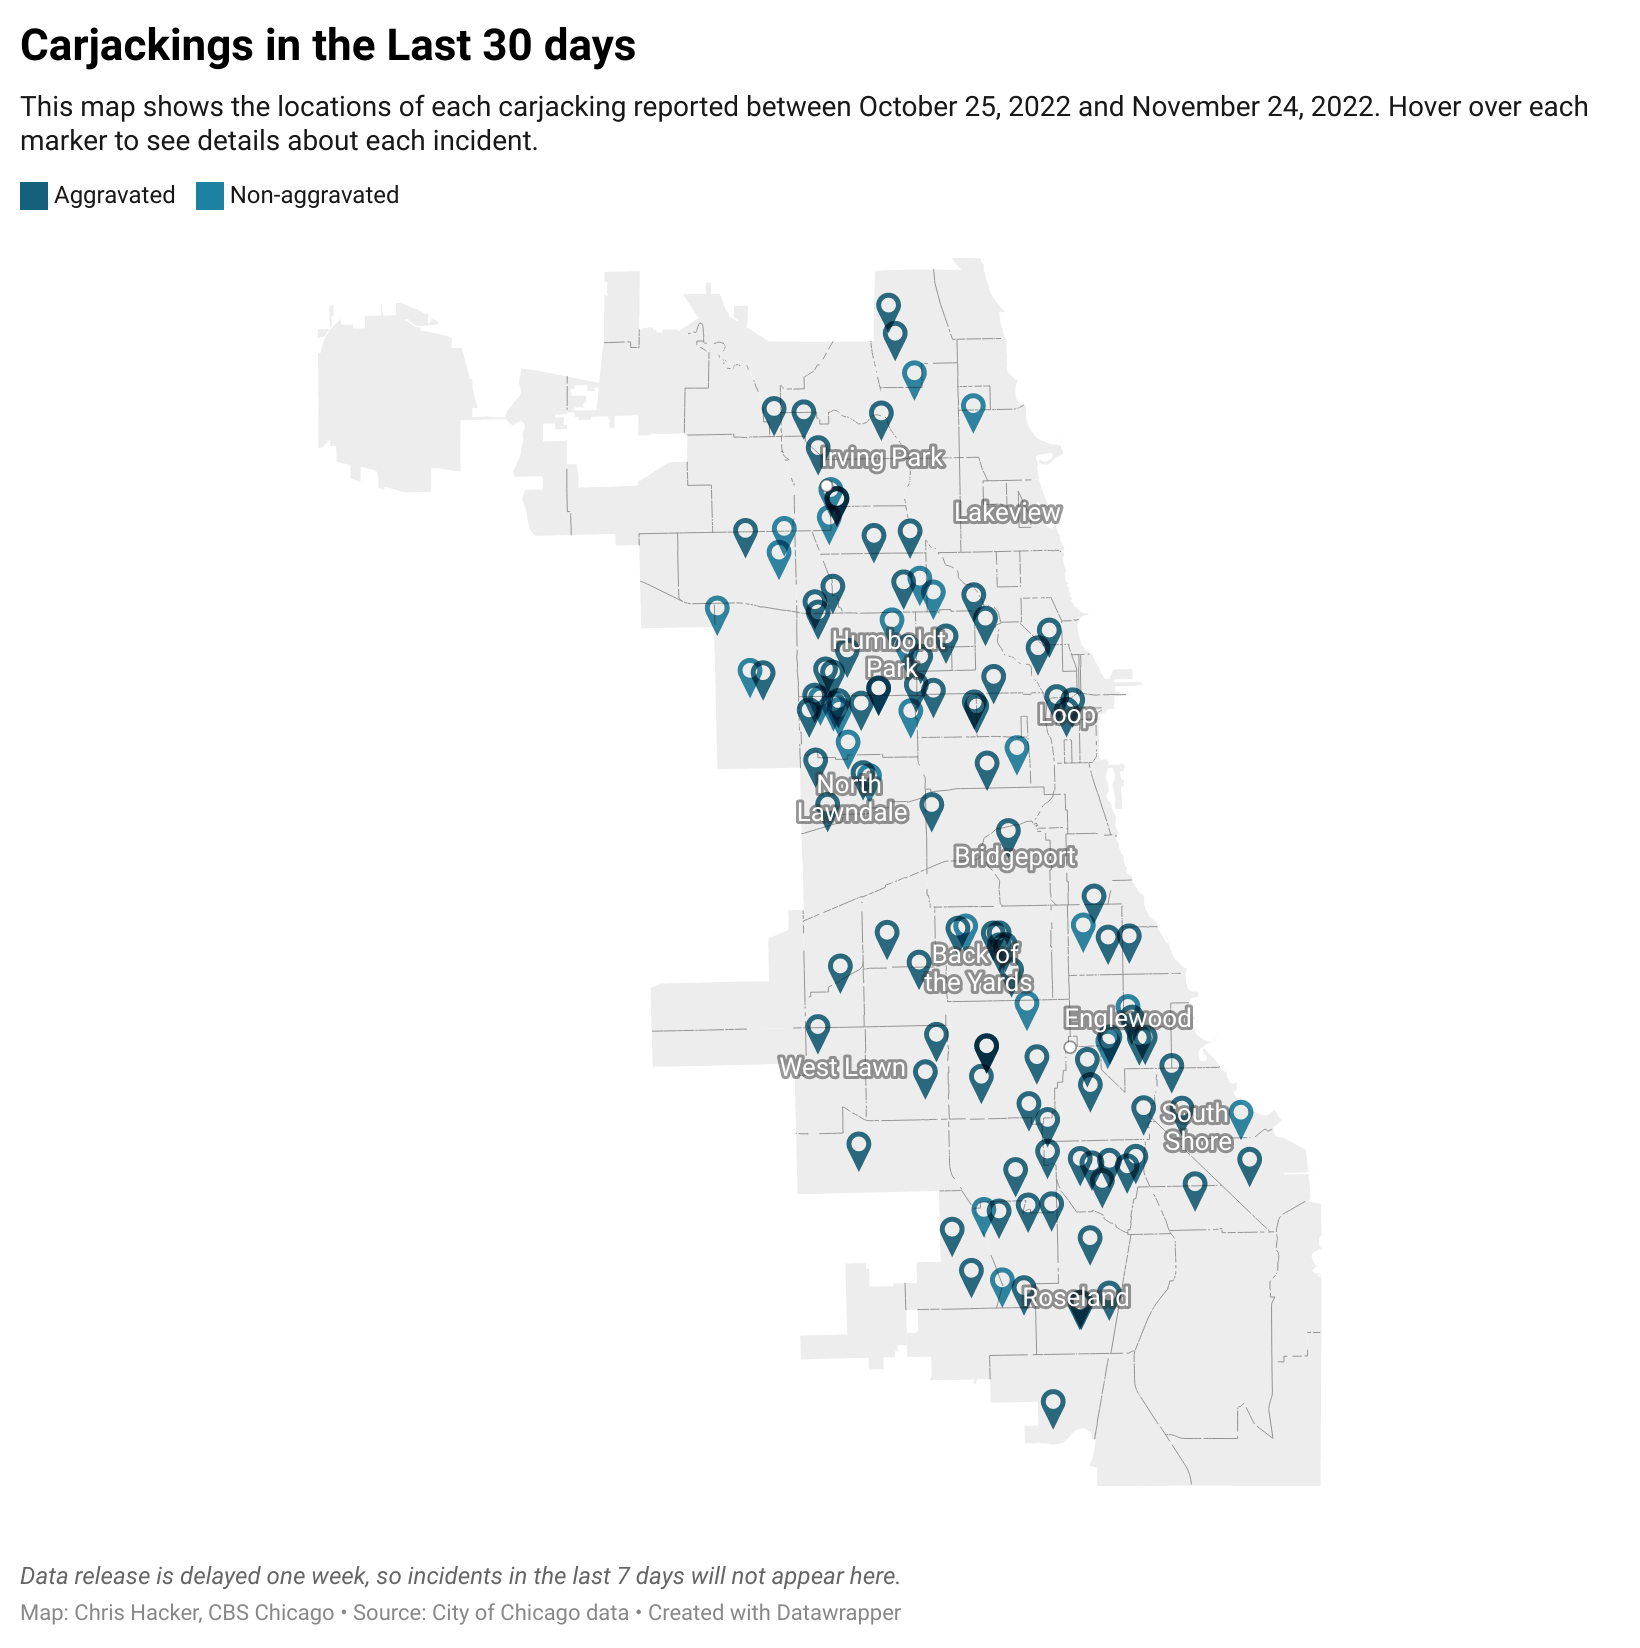 Carjackings in the Last 30 days
This map shows the locations of each carjacking reported between October 25, 2022 and November 24, 2022. Hover over each
marker to see details about each incident.
Aggravated Non-aggravated
Irving Park
Lakeview
Humboldt
Park
Loop
North
Lawndale
Bridgeport
Back of
the Yards
Englewood
West Lawn
South
Shore
Roseland
Data release is delayed one week, so incidents in the last 7 days will not appear here.
Map: Chris Hacker, CBS Chicago • Source: City of Chicago data • Created with Datawrapper